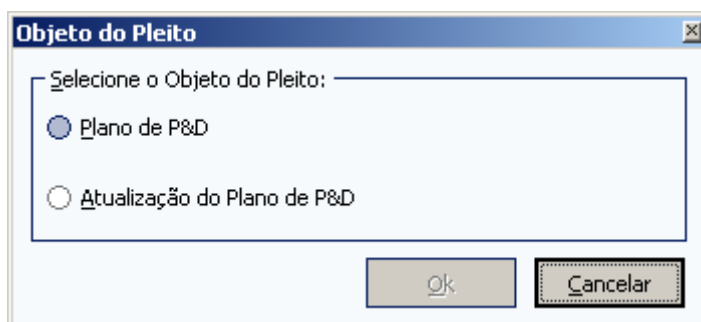 Objeto do Pleito
Selecione o Objeto do Pleito:
Plano de P&D
Atualização do Plano de P&D
Ok
Cancelar